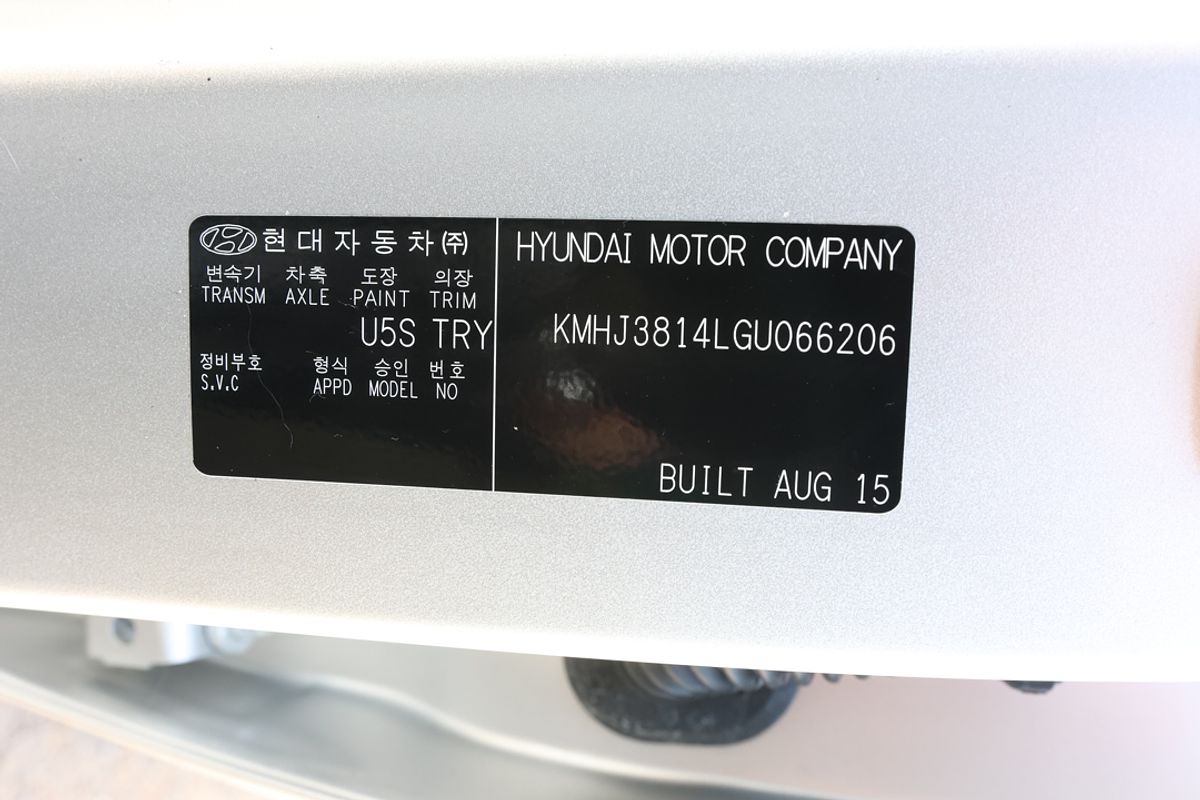 현대자동차㈜
변속기 차축 도장 의장
TRANSM AXLE PAINT TRIM
U5S TRY
정비부호 형식 승인 번호
S.V.C APPD MODEL NO
HYUNDAI MOTOR COMPANY
KMHJ3814LGU066206
BUILT AUG 15